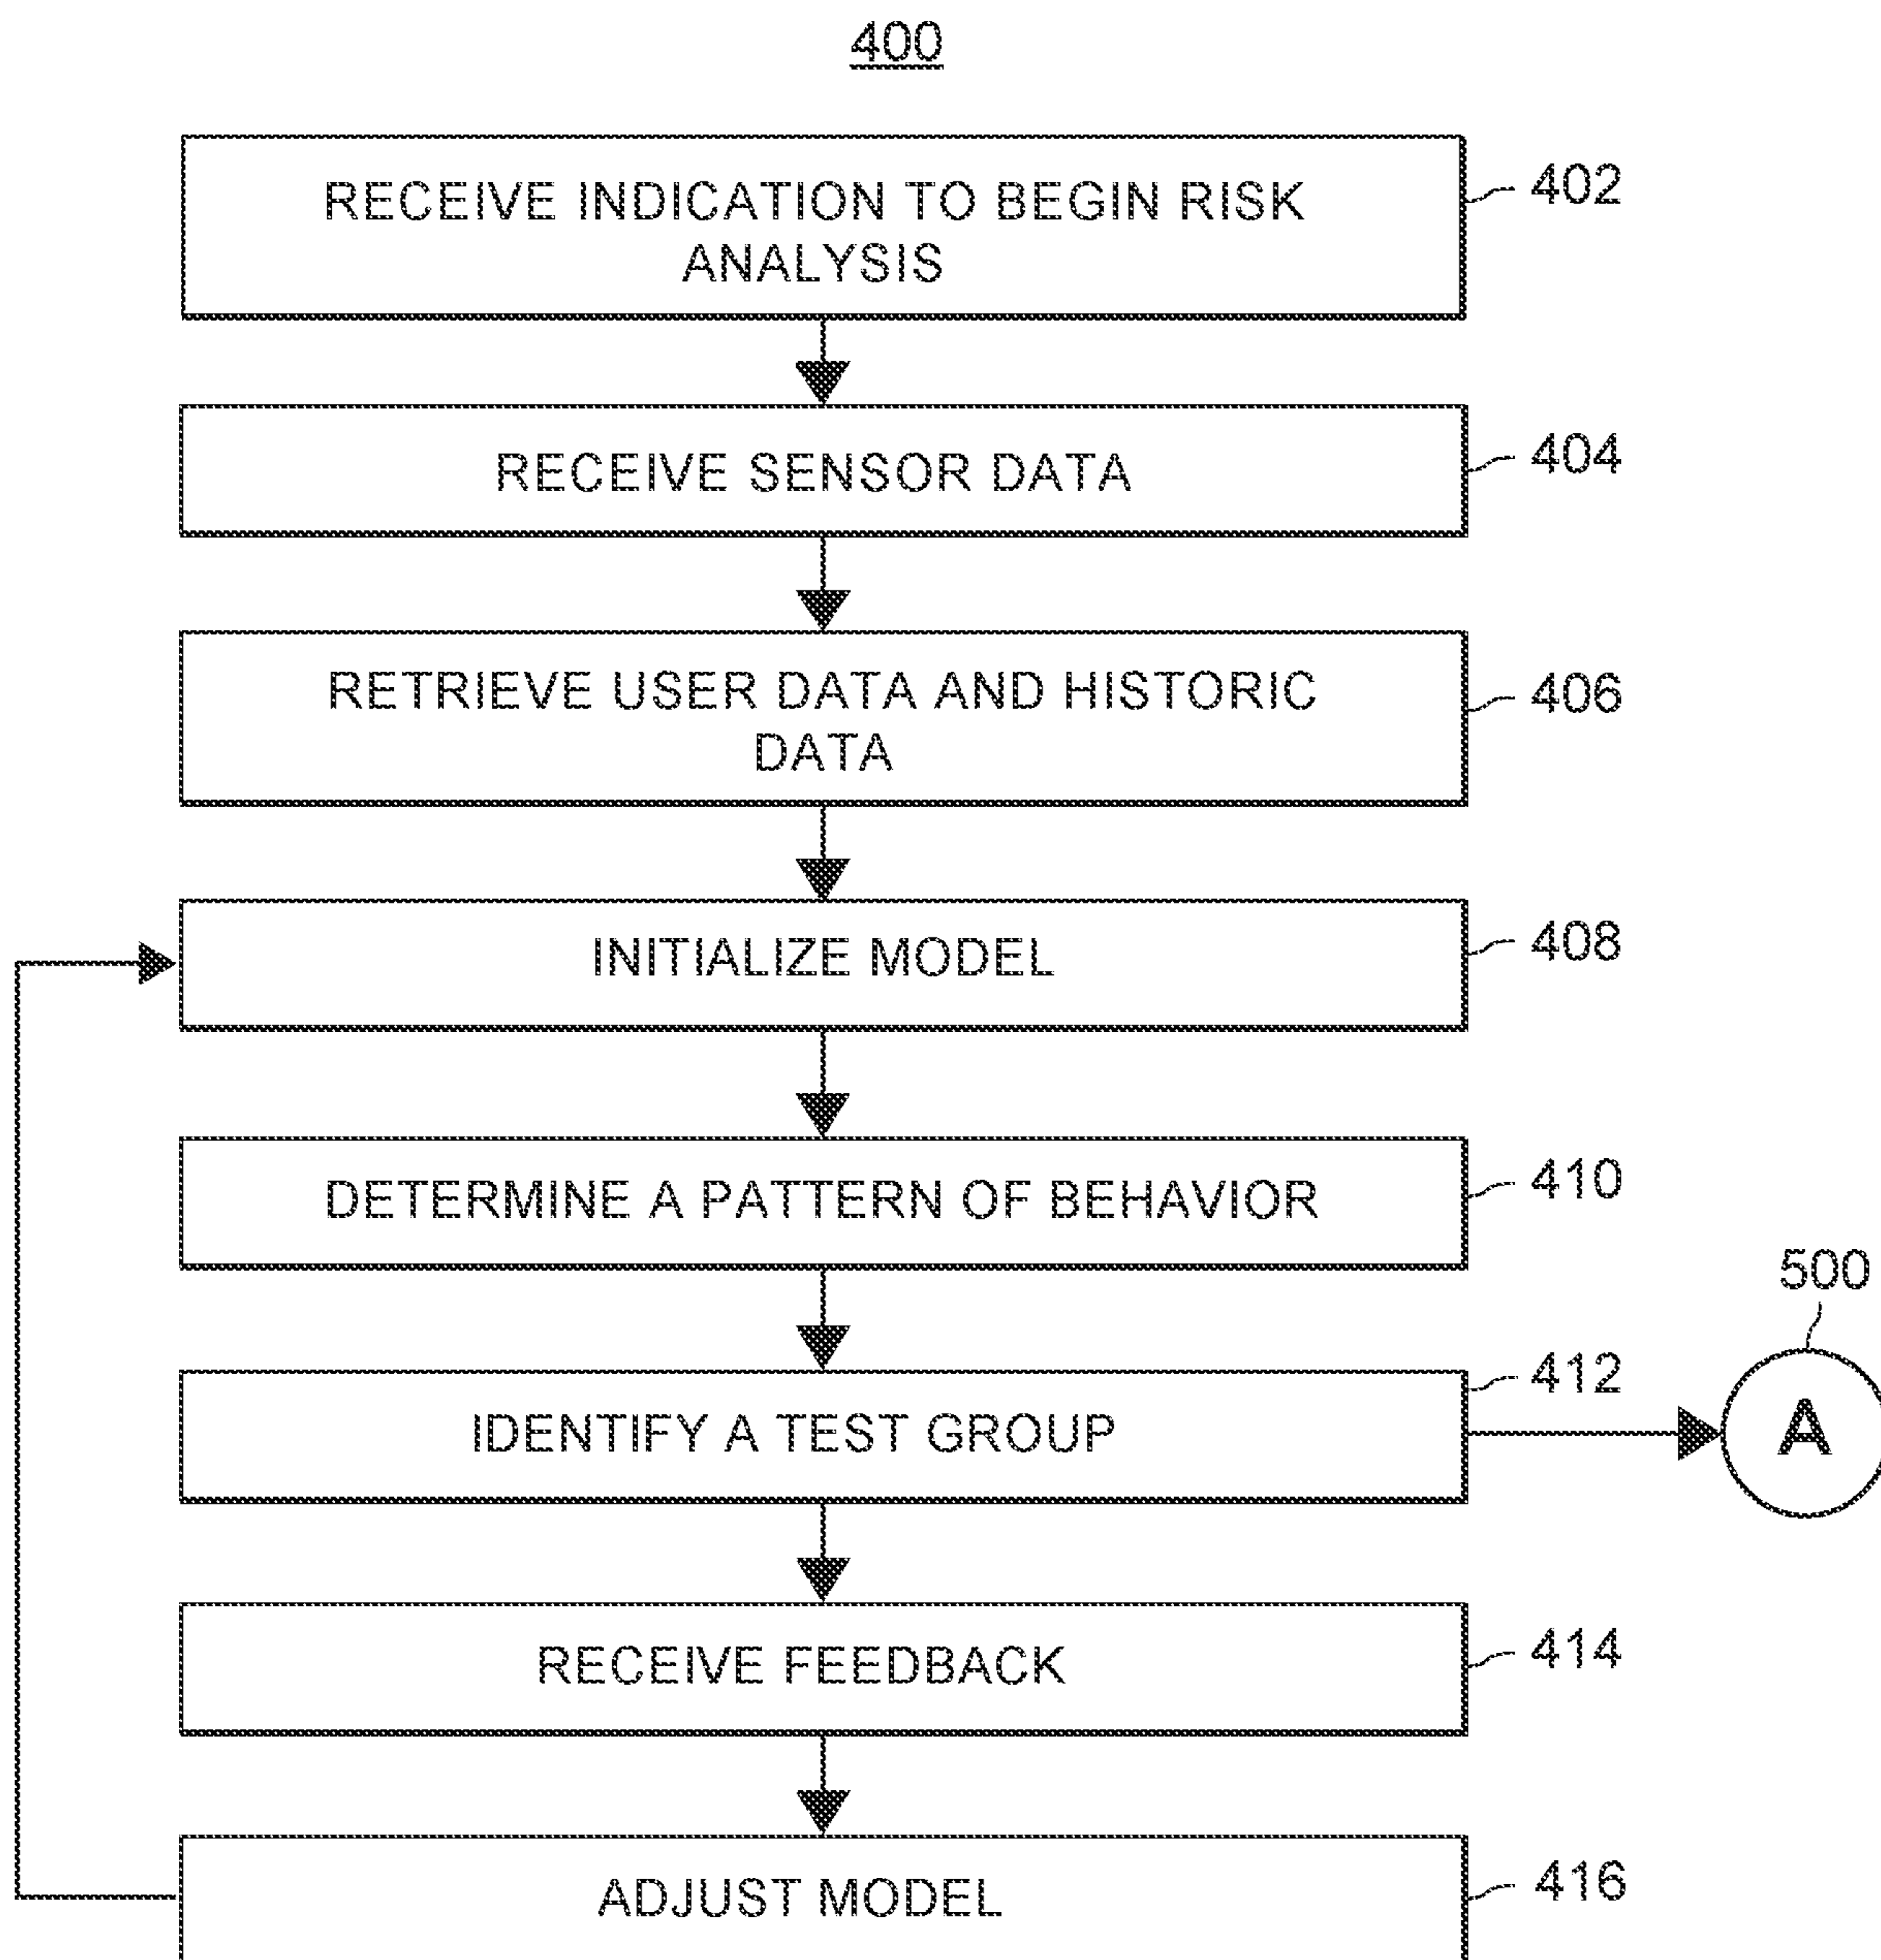 400
RECEIVE INDICATION TO BEGIN RISK
ANALYSIS
402
RECEIVE SENSOR DATA
404
RETRIEVE USER DATA AND HISTORIC
DATA
406
INITIALIZE MODEL
408
DETERMINE A PATTERN OF BEHAVIOR
410
IDENTIFY A TEST GROUP
412
500
A
RECEIVE FEEDBACK
414
ADJUST MODEL
416